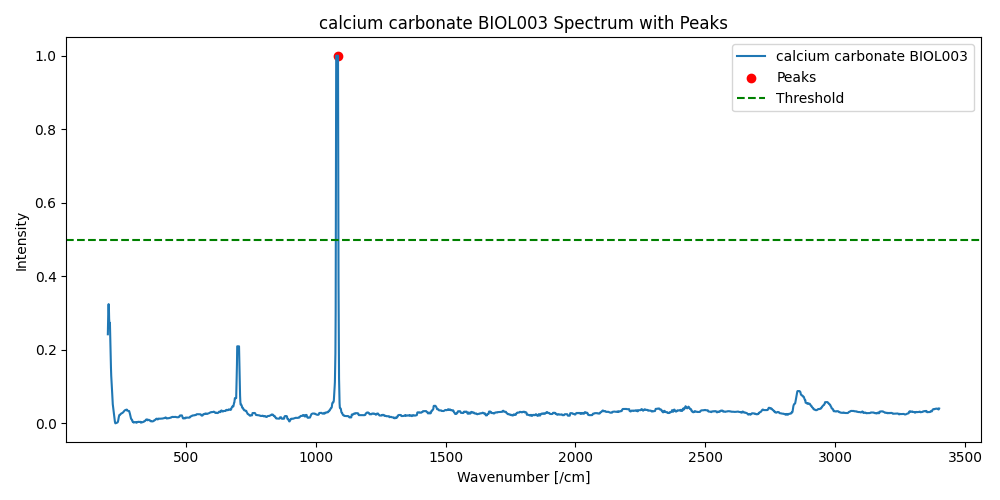 calcium carbonate BIOL003 Spectrum with Peaks
calcium carbonate BIOL003
Peaks
Threshold
Intensity
1.0
0.8
0.6
0.4
0.2
0.0
500
1000
1500
2000
2500
3000
3500
Wavenumber [/cm]